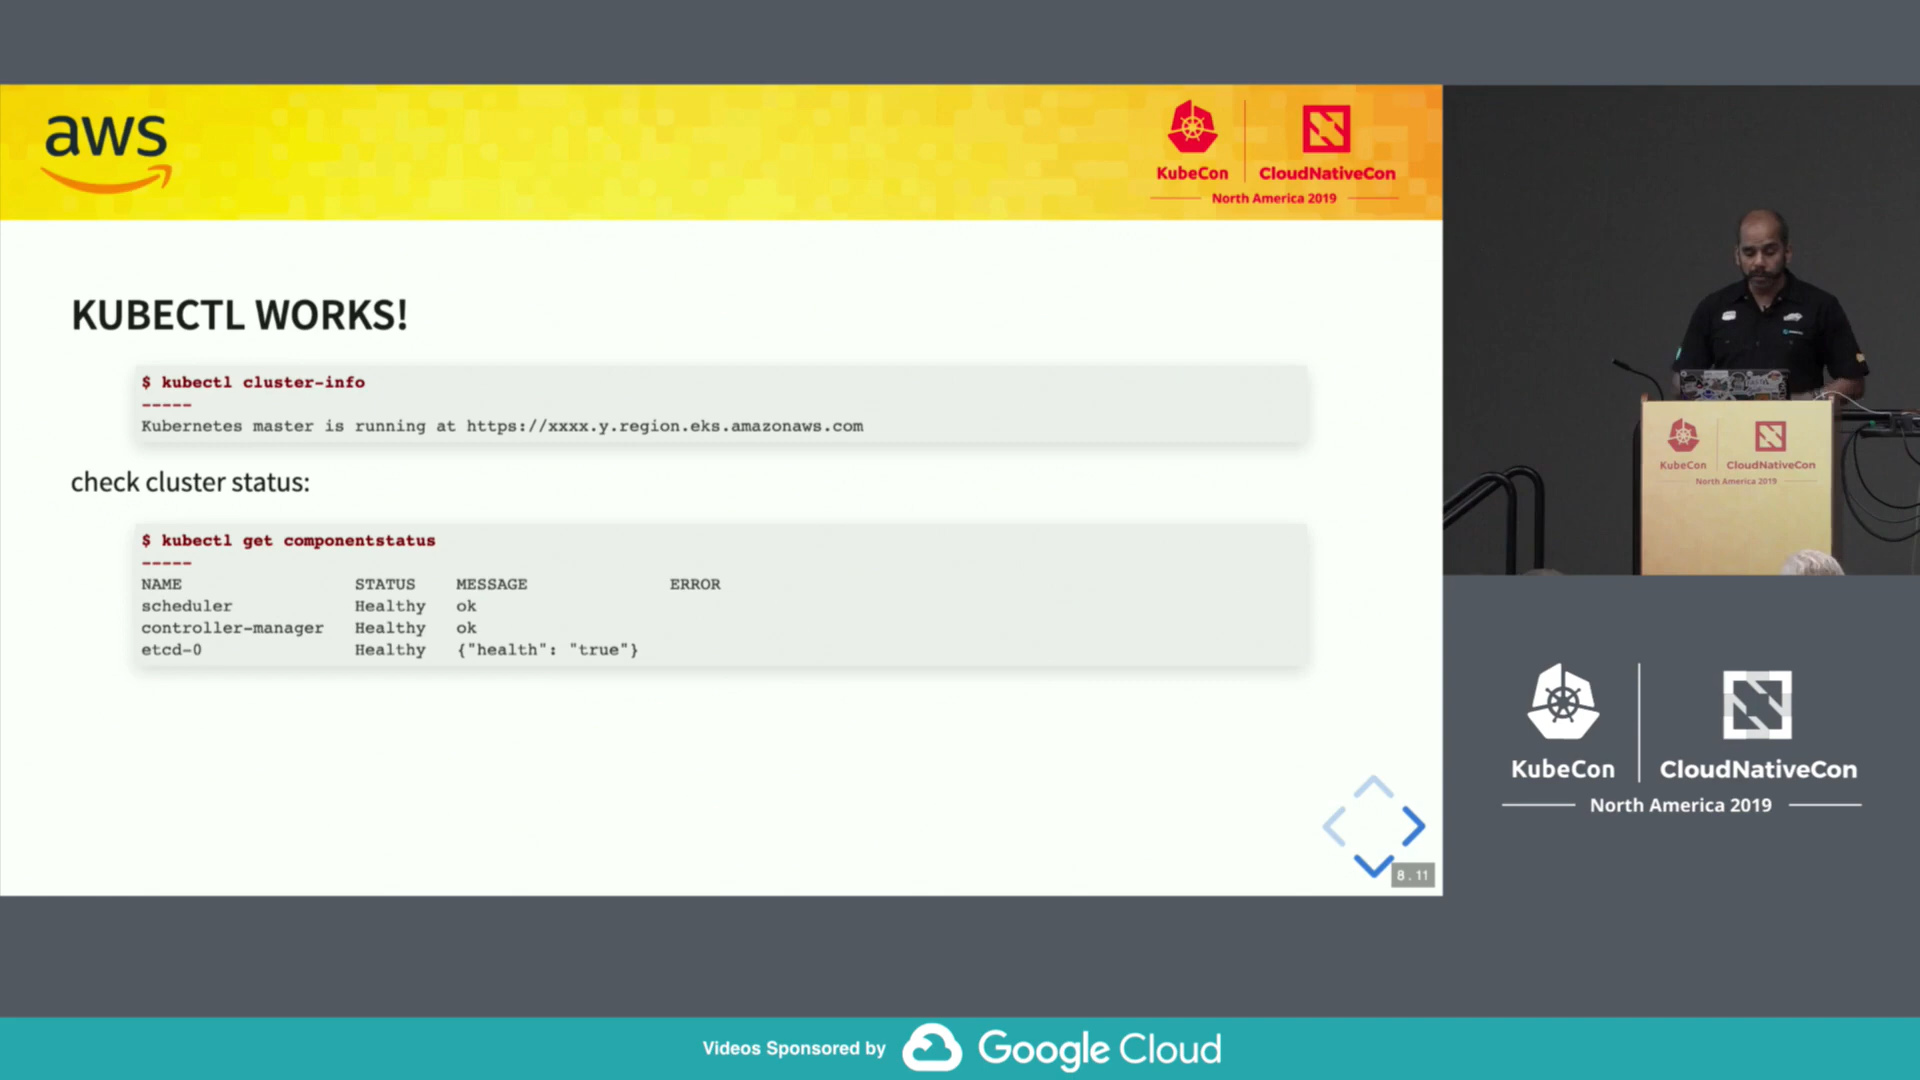 aws
KubeCon
CloudNativeCon
North America 2019
KUBECTL WORKS!
$ kubectl cluster-info
-----
Kubernetes master is running at https://xxxx.y.region.eks.amazonaws.com
check cluster status:
$ kubectl get componentstatus
-----
NAME STATUS MESSAGE ERROR
scheduler Healthy ok
controller-manager Healthy ok
etcd-0 Healthy {"health": "true"}
8.11
KubeCon
CloudNativeCon
North America 2019
KubeCon
CloudNativeCon
North America 2019
Videos Sponsored by
Google Cloud